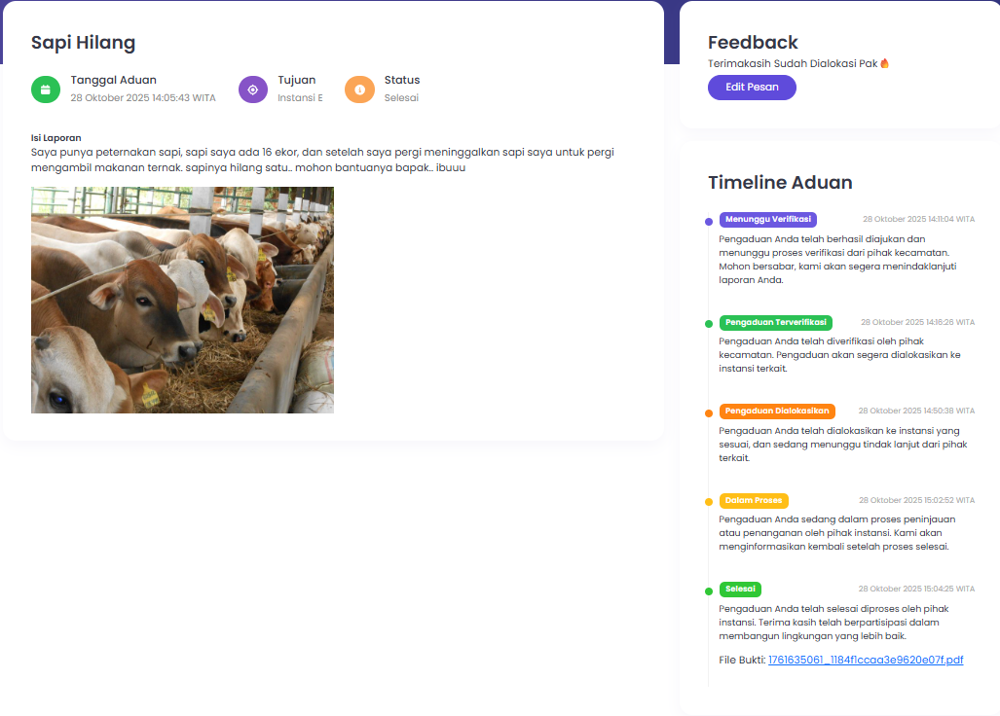 Sapi Hilang
Tanggal Aduan
28 Oktober 2025 14:05:43 WITA
Tujuan
Instansi E
Status
Selesai
Isi Laporan
Saya punya peternakan sapi, sapi saya ada 16 ekor, dan setelah saya pergi meninggalkan sapi saya untuk pergi
mengambil makanan ternak. sapinya hilang satu.. mohon bantuanya bapak.. ibuuu
Feedback
Terimakasih Sudah Dialokasi Pak🔥
Edit Pesan
Timeline Aduan
Menunggu Verifikasi
28 Oktober 2025 14:11:04 WITA
Pengaduan Anda telah berhasil diajukan dan
menunggu proses verifikasi dari pihak kecamatan.
Mohon bersabar, kami akan segera menindaklanjuti
laporan Anda.
Pengaduan Terverifikasi
28 Oktober 2025 14:16:26 WITA
Pengaduan Anda telah diverifikasi oleh pihak
kecamatan. Pengaduan akan segera dialokasikan ke
instansi terkait.
Pengaduan Dialokasikan
28 Oktober 2025 14:50:38 WITA
Pengaduan Anda telah dialokasikan ke instansi yang
sesuai, dan sedang menunggu tindak lanjut dari pihak
terkait.
Dalam Proses
28 Oktober 2025 15:02:52 WITA
Pengaduan Anda sedang dalam proses peninjauan
atau penanganan oleh pihak instansi. Kami akan
menginformasikan kembali setelah proses selesai.
Selesai
28 Oktober 2025 15:04:25 WITA
Pengaduan Anda telah selesai diproses oleh pihak
instansi. Terima kasih telah berpartisipasi dalam
membangun lingkungan yang lebih baik.
File Bukti: 1761635061_1184f1ccaa3e9620e07f.pdf